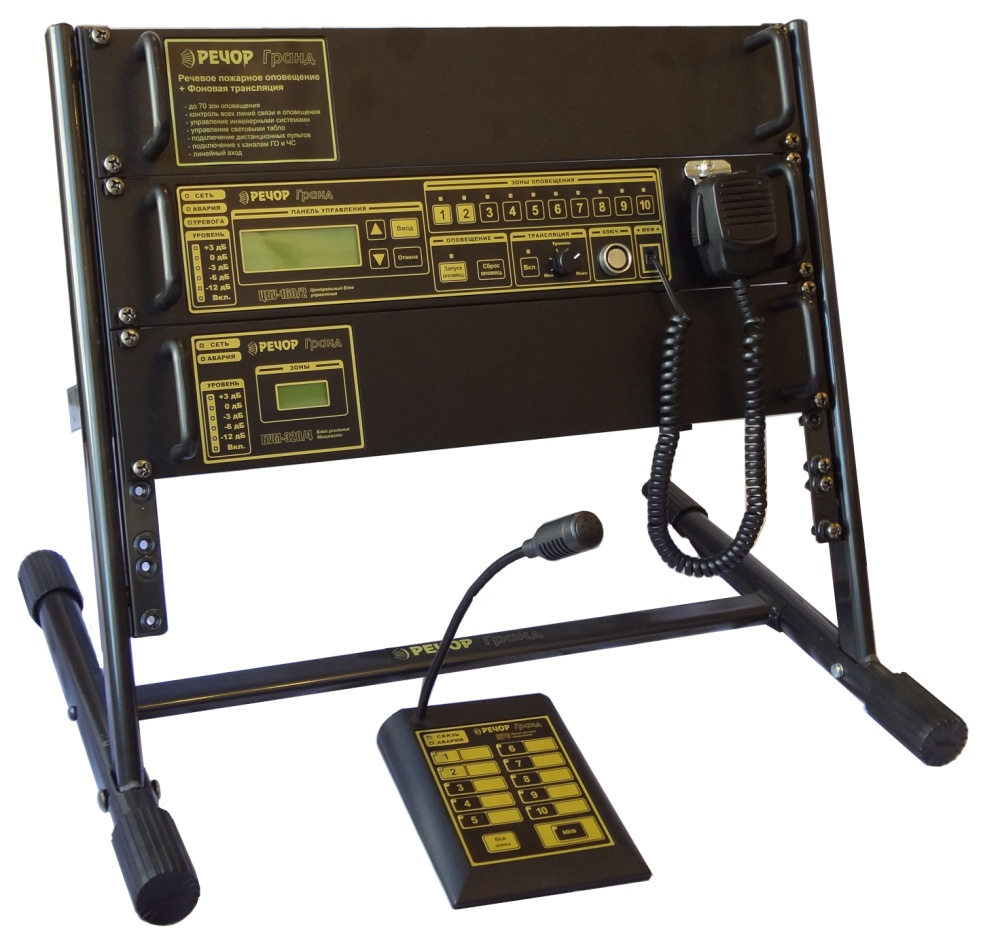 РЕЧОР Гранд
Речевое пожарное оповещение
+ Фоновая трансляция
- до 70 зон оповещения
- контроль всех линий связи и оповещения
- управление инженерными системами
- управление световыми табло
- подключение дистанционных пультов
- подключение к каналам ГО и ЧС
- линейный вход
СЕТЬ
АВАРИЯ
ТРЕВОГА
УРОВЕНЬ
+3 дБ
0 дБ
-3 дБ
-6 дБ
-12 дБ
Вкл.
РЕЧОР Гранд
ПАНЕЛЬ УПРАВЛЕНИЯ
Ввод
Отмена
ЦБУ-160/2 Центральный блок
управления
ЗОНЫ ОПОВЕЩЕНИЯ
1 2 3 4 5 6 7 8 9 10
ОПОВЕЩЕНИЕ
Запуск
оповещ.
Сброс
оповещ.
ТРАНСЛЯЦИЯ
Уровень
Вкл.
Мин
Макс
КЛЮЧ
МКФ
СЕТЬ
АВАРИЯ
УРОВЕНЬ
+3 дБ
0 дБ
-3 дБ
-6 дБ
-12 дБ
Вкл.
РЕЧОР Гранд
ЗОНЫ
БУМ-320/4 Блок усиления
Мощности
РЕЧОР Гранд
СВЯЗЬ
АВАРИЯ
РЕЧОР Гранд
1
2
3
4
5
6
7
8
9
10
Все
зоны
МКФ